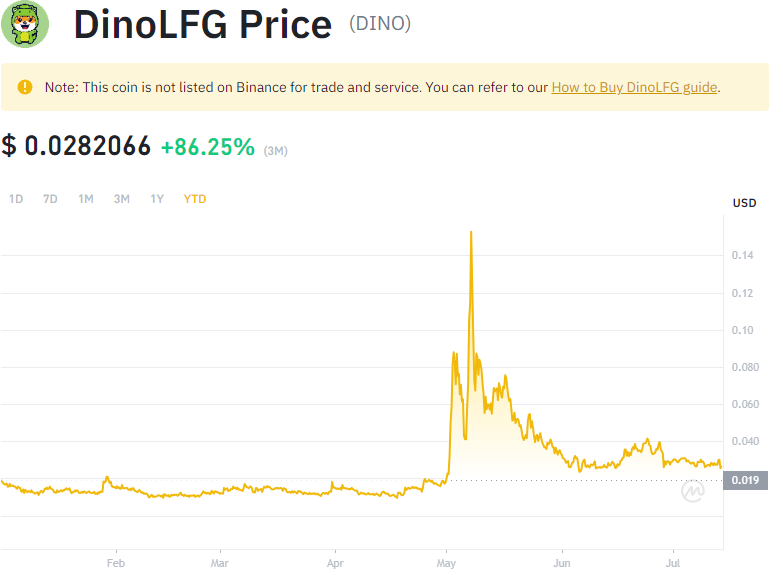 DinoLFG Price (DINO)
Note: This coin is not listed on Binance for trade and service. You can refer to our How to Buy DinoLFG guide.
$ 0.0282066 +86.25% (3M)
1D 7D 1M 3M 1Y YTD
USD
0.14
0.12
0.10
0.080
0.060
0.040
0.019
Feb Mar Apr May Jun Jul